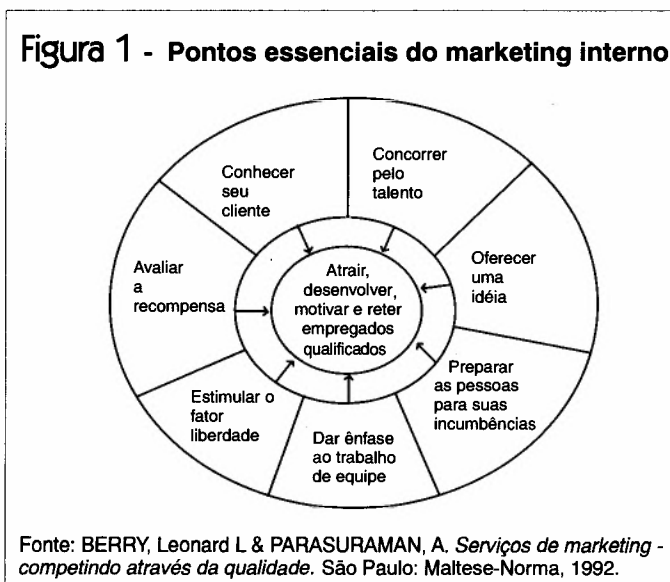 Figura 1 - Pontos essenciais do marketing interno
Conhecer
seu
cliente
Concorrer
pelo
talento
Oferecer
uma
idéia
Preparar
as pessoas
para suas
incumbências
Dar ênfase
ao trabalho
de equipe
Estimular o
fator
liberdade
Avaliar
a
recompensa
Atrair,
desenvolver,
motivar e reter
empregados
qualificados
Fonte: BERRY, Leonard L & PARASURAMAN, A. Serviços de marketing -
competindo através da qualidade. São Paulo: Maltese-Norma, 1992.